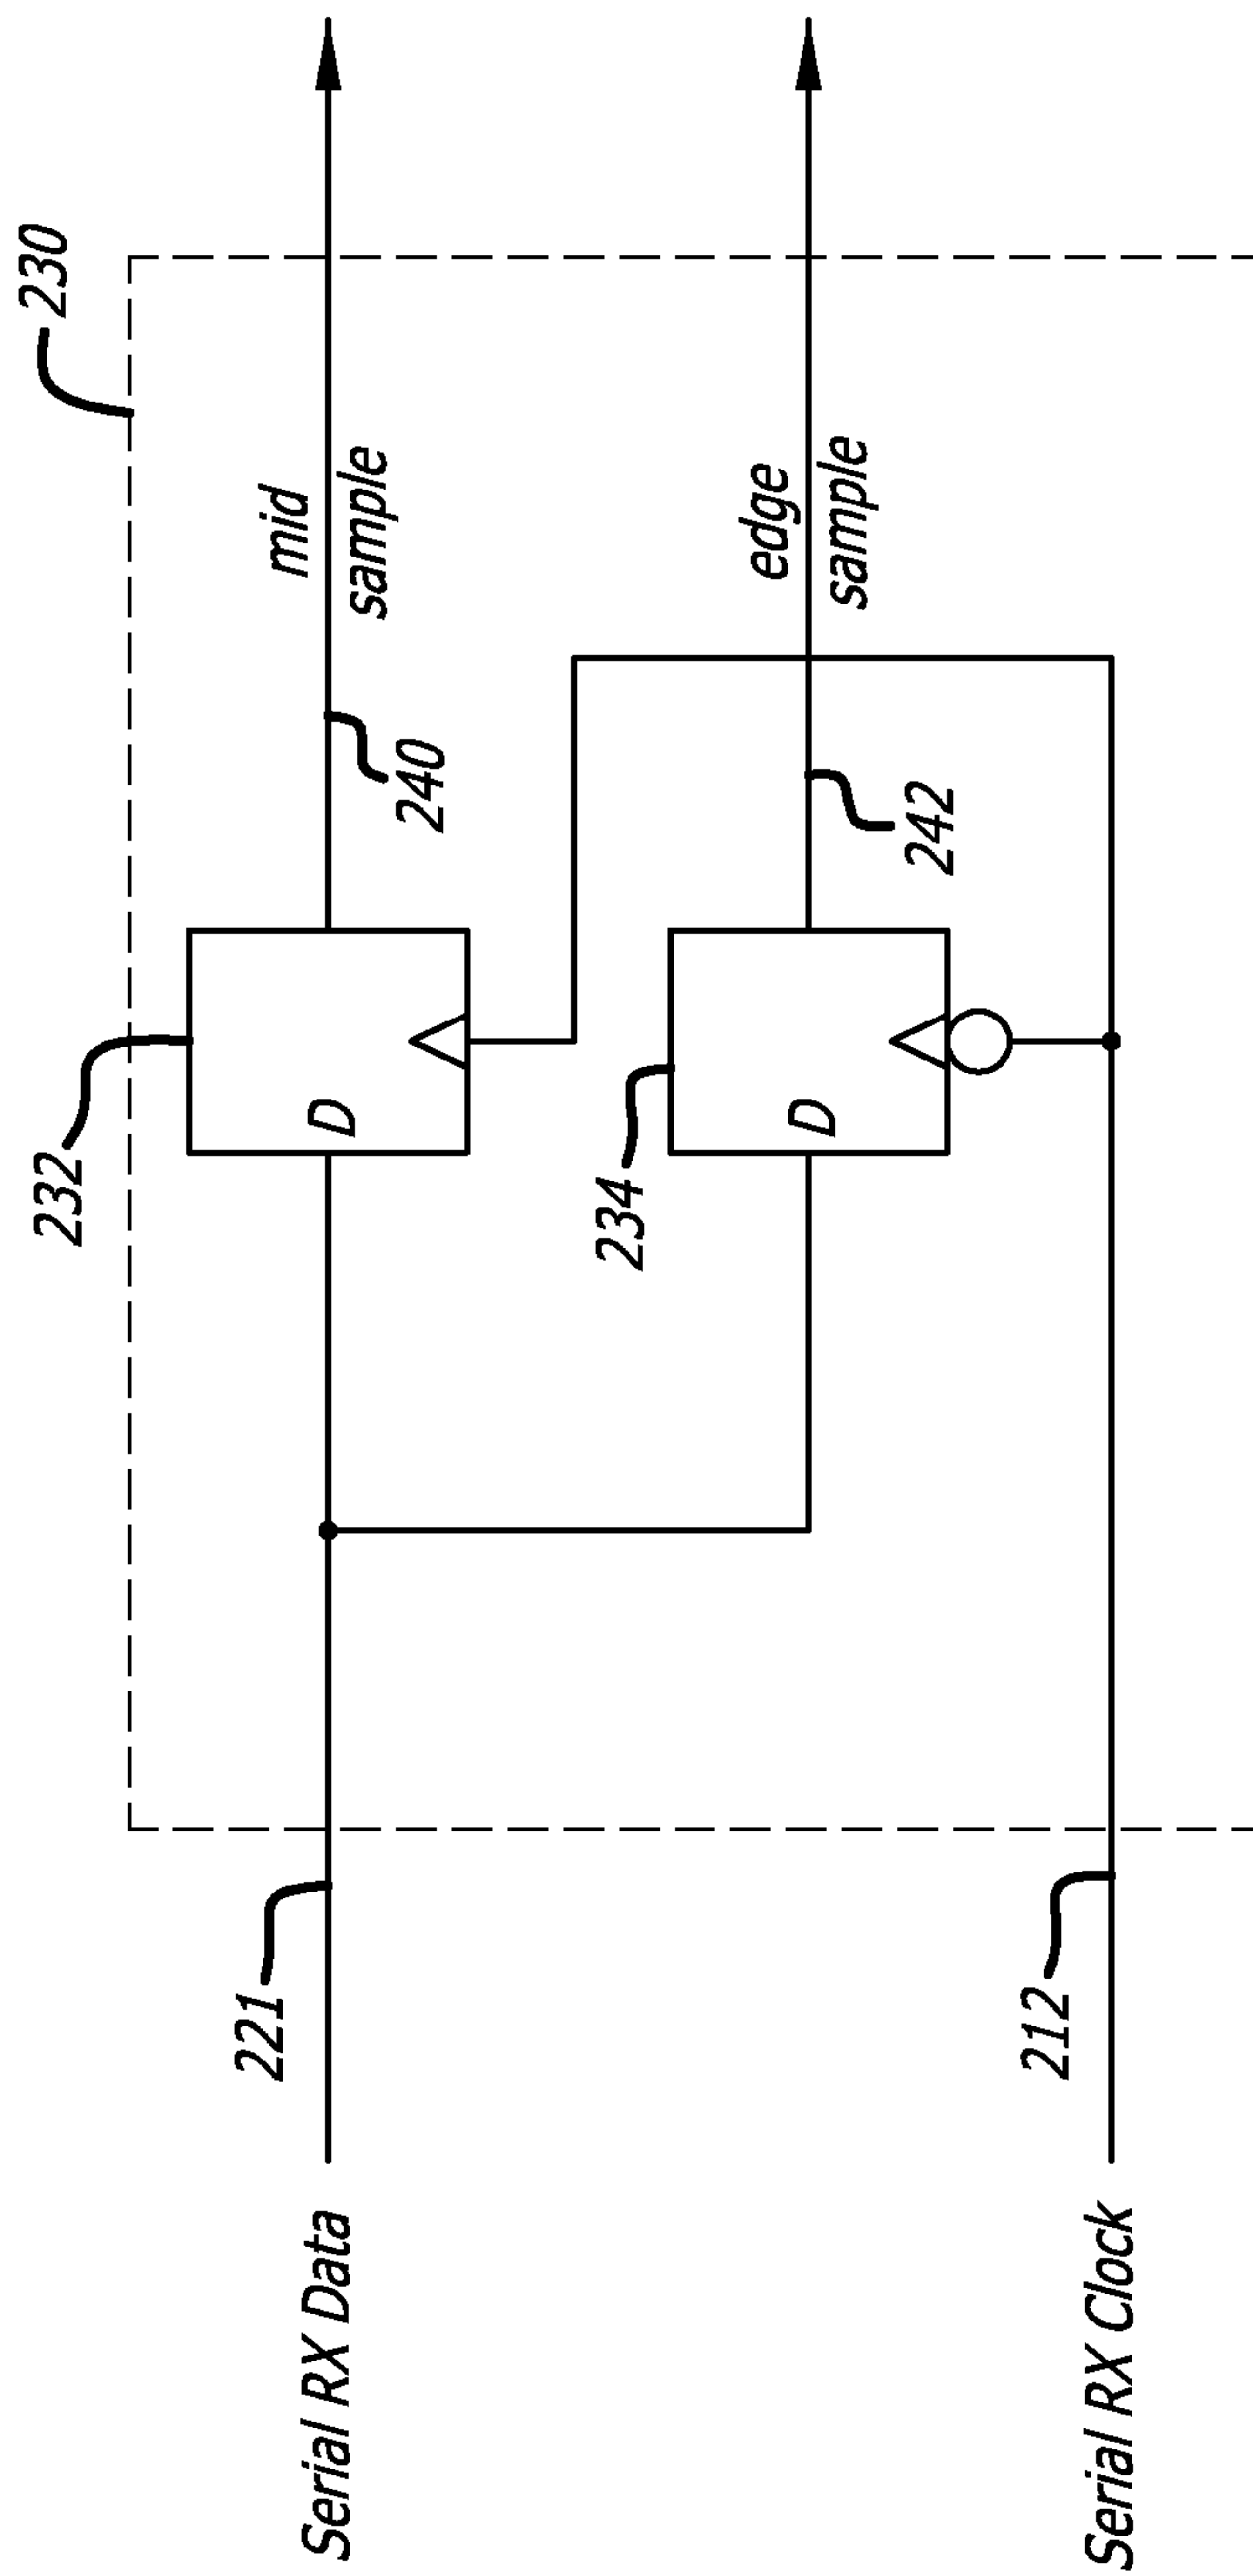 230
232
mid
sample
240
D
221
Serial RX Data
234
edge
sample
242
D
212
Serial RX Clock